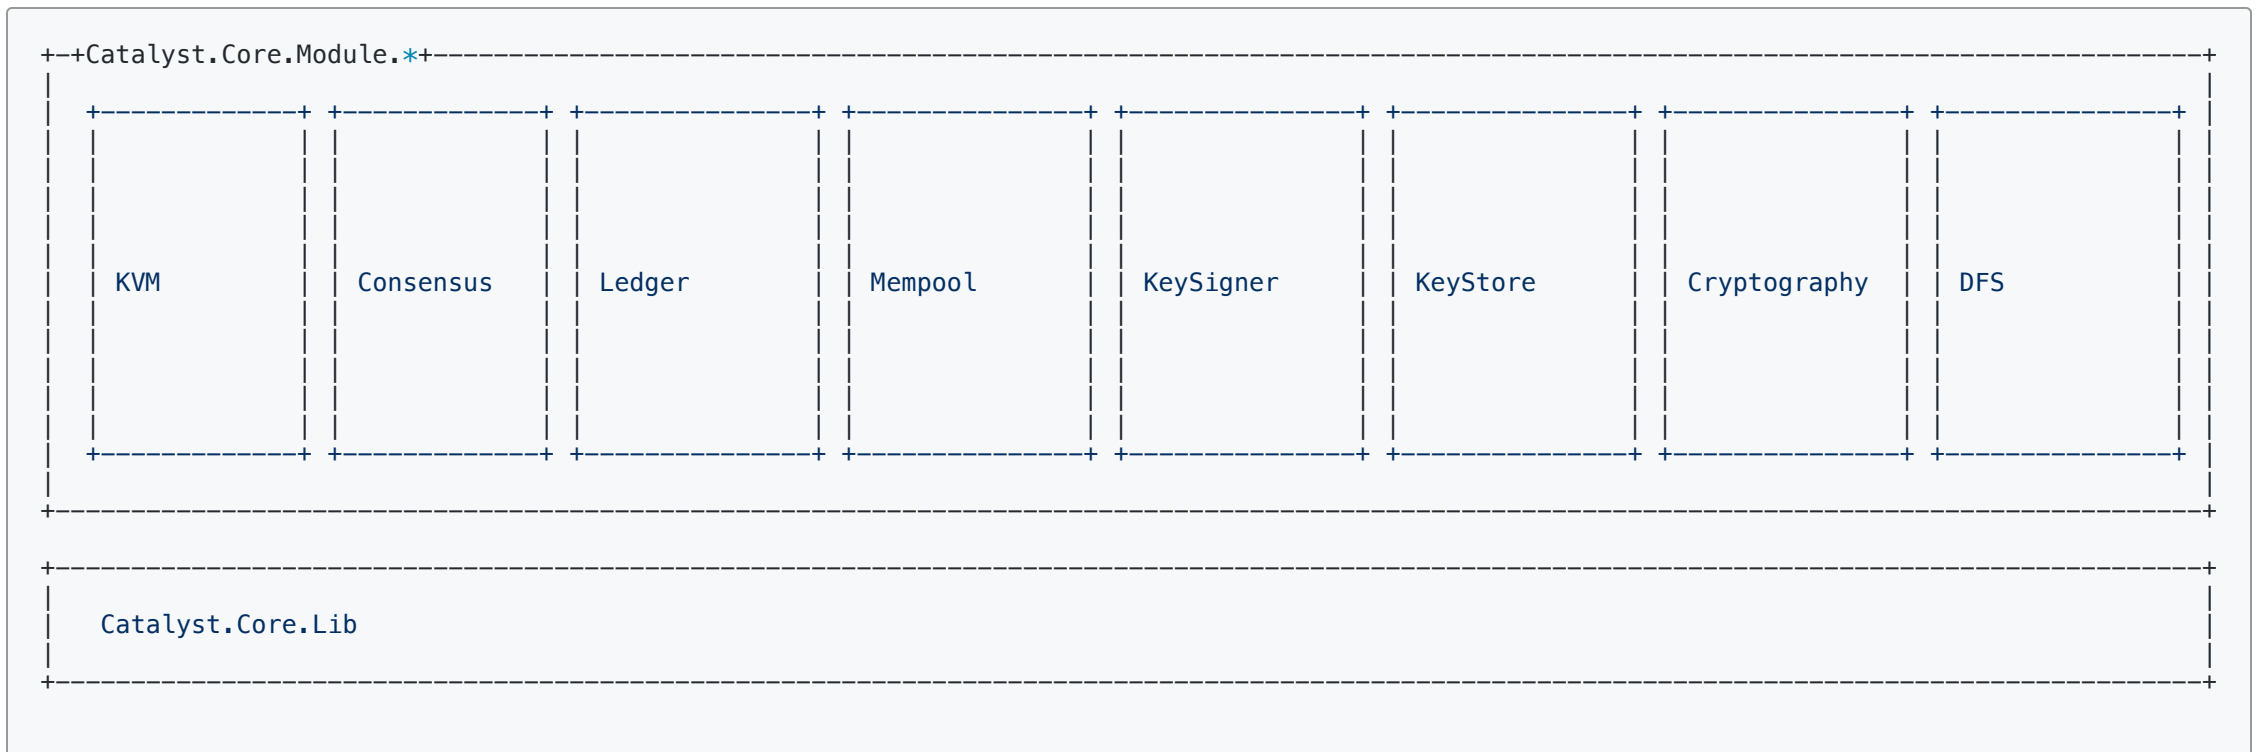 Catalyst.Core.Module.*
KVM Consensus Ledger Mempool KeySigner KeyStore Cryptography DFS
Catalyst.Core.Lib